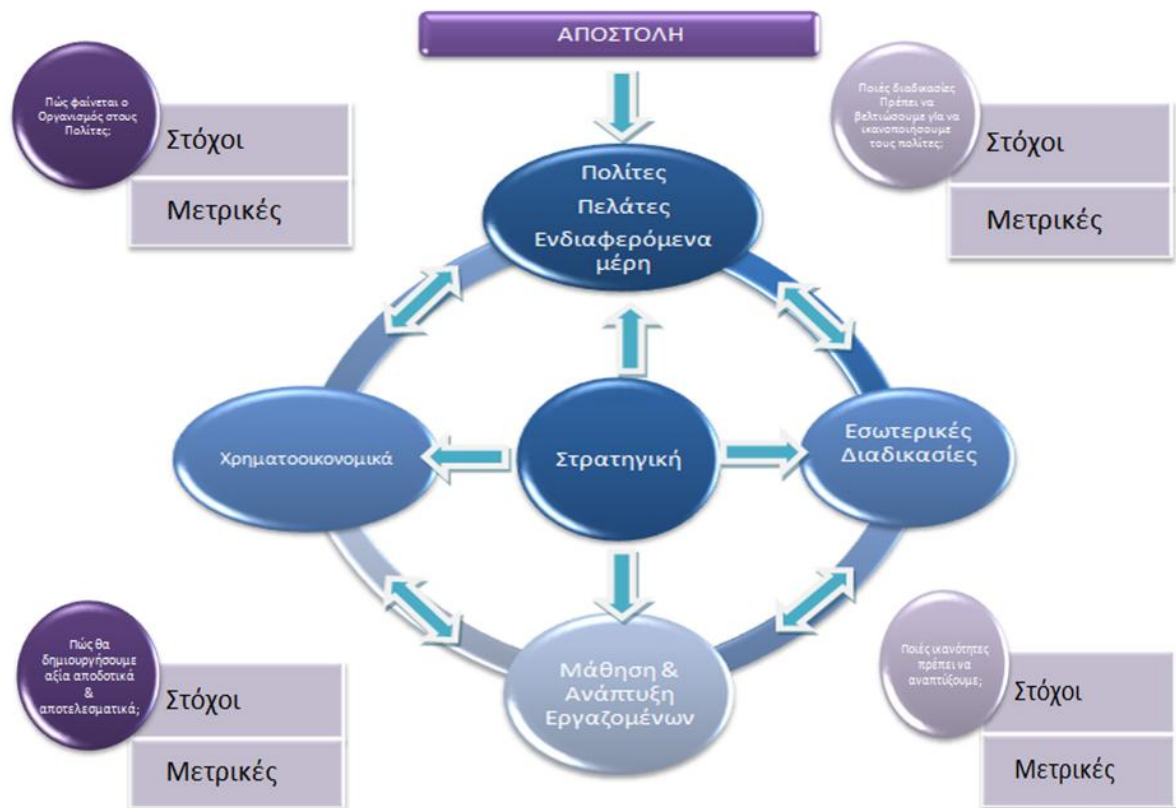 ΑΠΟΣΤΟΛΗ
Πώς φαίνεται ο
Οργανισμός στους
Πολίτες;
Στόχοι
Μετρικές
Ποιές διαδικασίες
Πρέπει να
βελτιώσουμε για να
ικανοποιήσουμε
τους πολίτες;
Στόχοι
Μετρικές
Πολίτες
Πελάτες
Ενδιαφερόμενα
μέρη
Χρηματοοικονομικά
Στρατηγική
Εσωτερικές
Διαδικασίες
Μάθηση &
Ανάπτυξη
Εργαζομένων
Πώς θα
δημιουργήσουμε
αξία αποδοτικά
&
αποτελεσματικά;
Στόχοι
Μετρικές
Ποιές ικανότητες
πρέπει να
αναπτύξουμε;
Στόχοι
Μετρικές